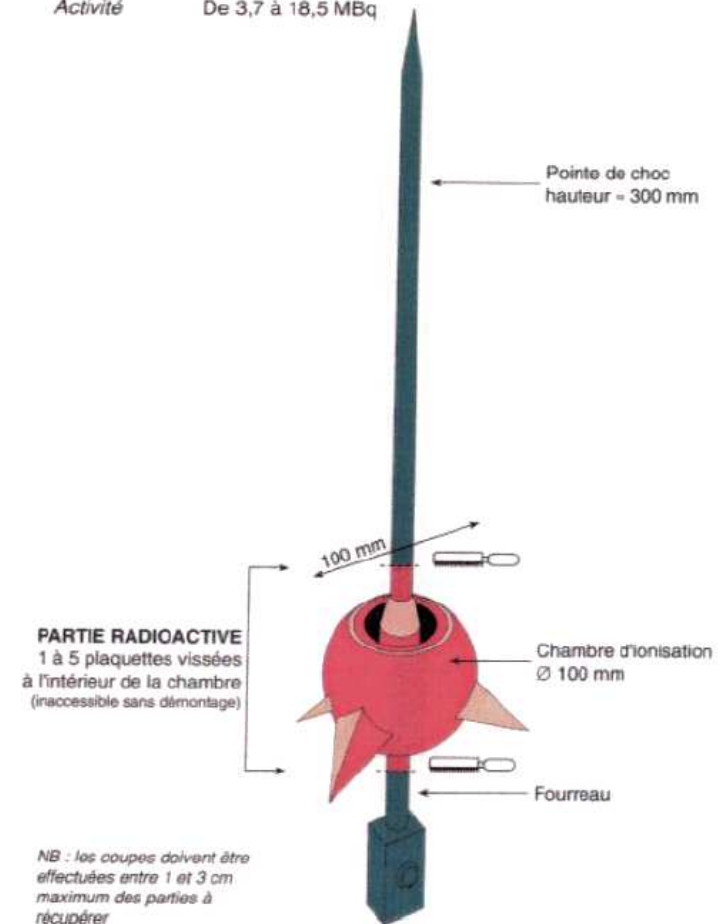 Activité De 3,7 à 18,5 MBq
Pointe de choc
hauteur = 300 mm
100 mm
PARTIE RADIOACTIVE
1 à 5 plaquettes vissées
à l'intérieur de la chambre
(inaccessible sans démontage)
Chambre d'ionisation
Ø 100 mm
Fourreau
NB : les coupes doivent être
effectuées entre 1 et 3 cm
maximum des parties à
récupérer